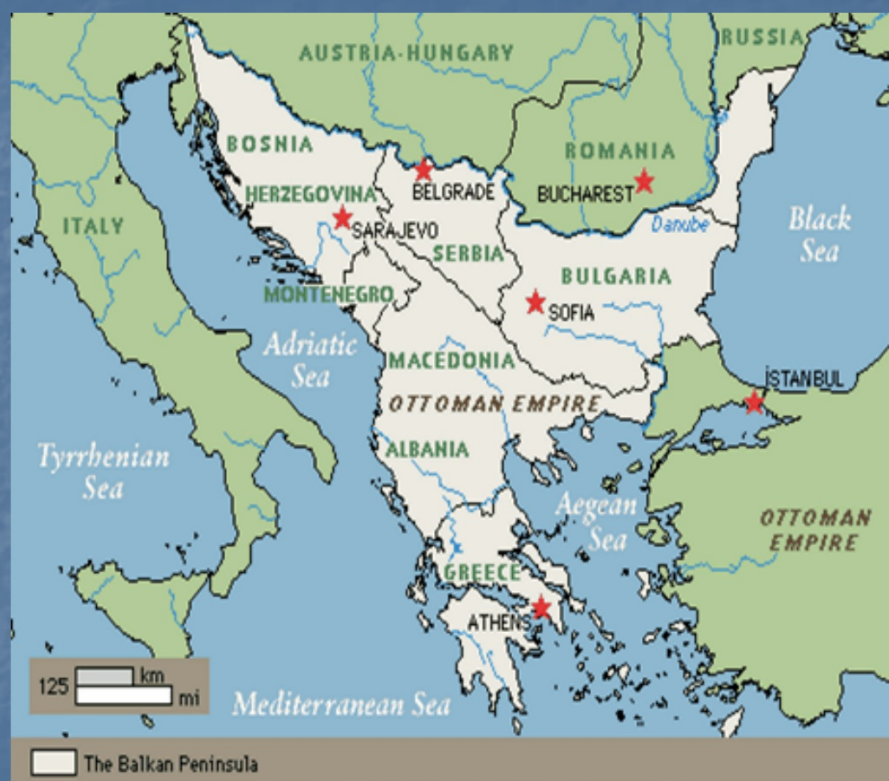 AUSTRIA-HUNGARY
RUSSIA
BOSNIA
ROMANIA
HERZEGOVINA
BELGRADE
BUCHAREST
ITALY
SARAJEVO
Danube
Black
Sea
SERBIA
BULGARIA
MONTENEGRO
SOFIA
Adriatic
Sea
MACEDONIA
İSTANBUL
OTTOMAN EMPIRE
ALBANIA
Tyrrhenian
Sea
Aegean
Sea
OTTOMAN
EMPIRE
GREECE
ATHENS
125
km
mi
Mediterranean Sea
The Balkan Peninsula